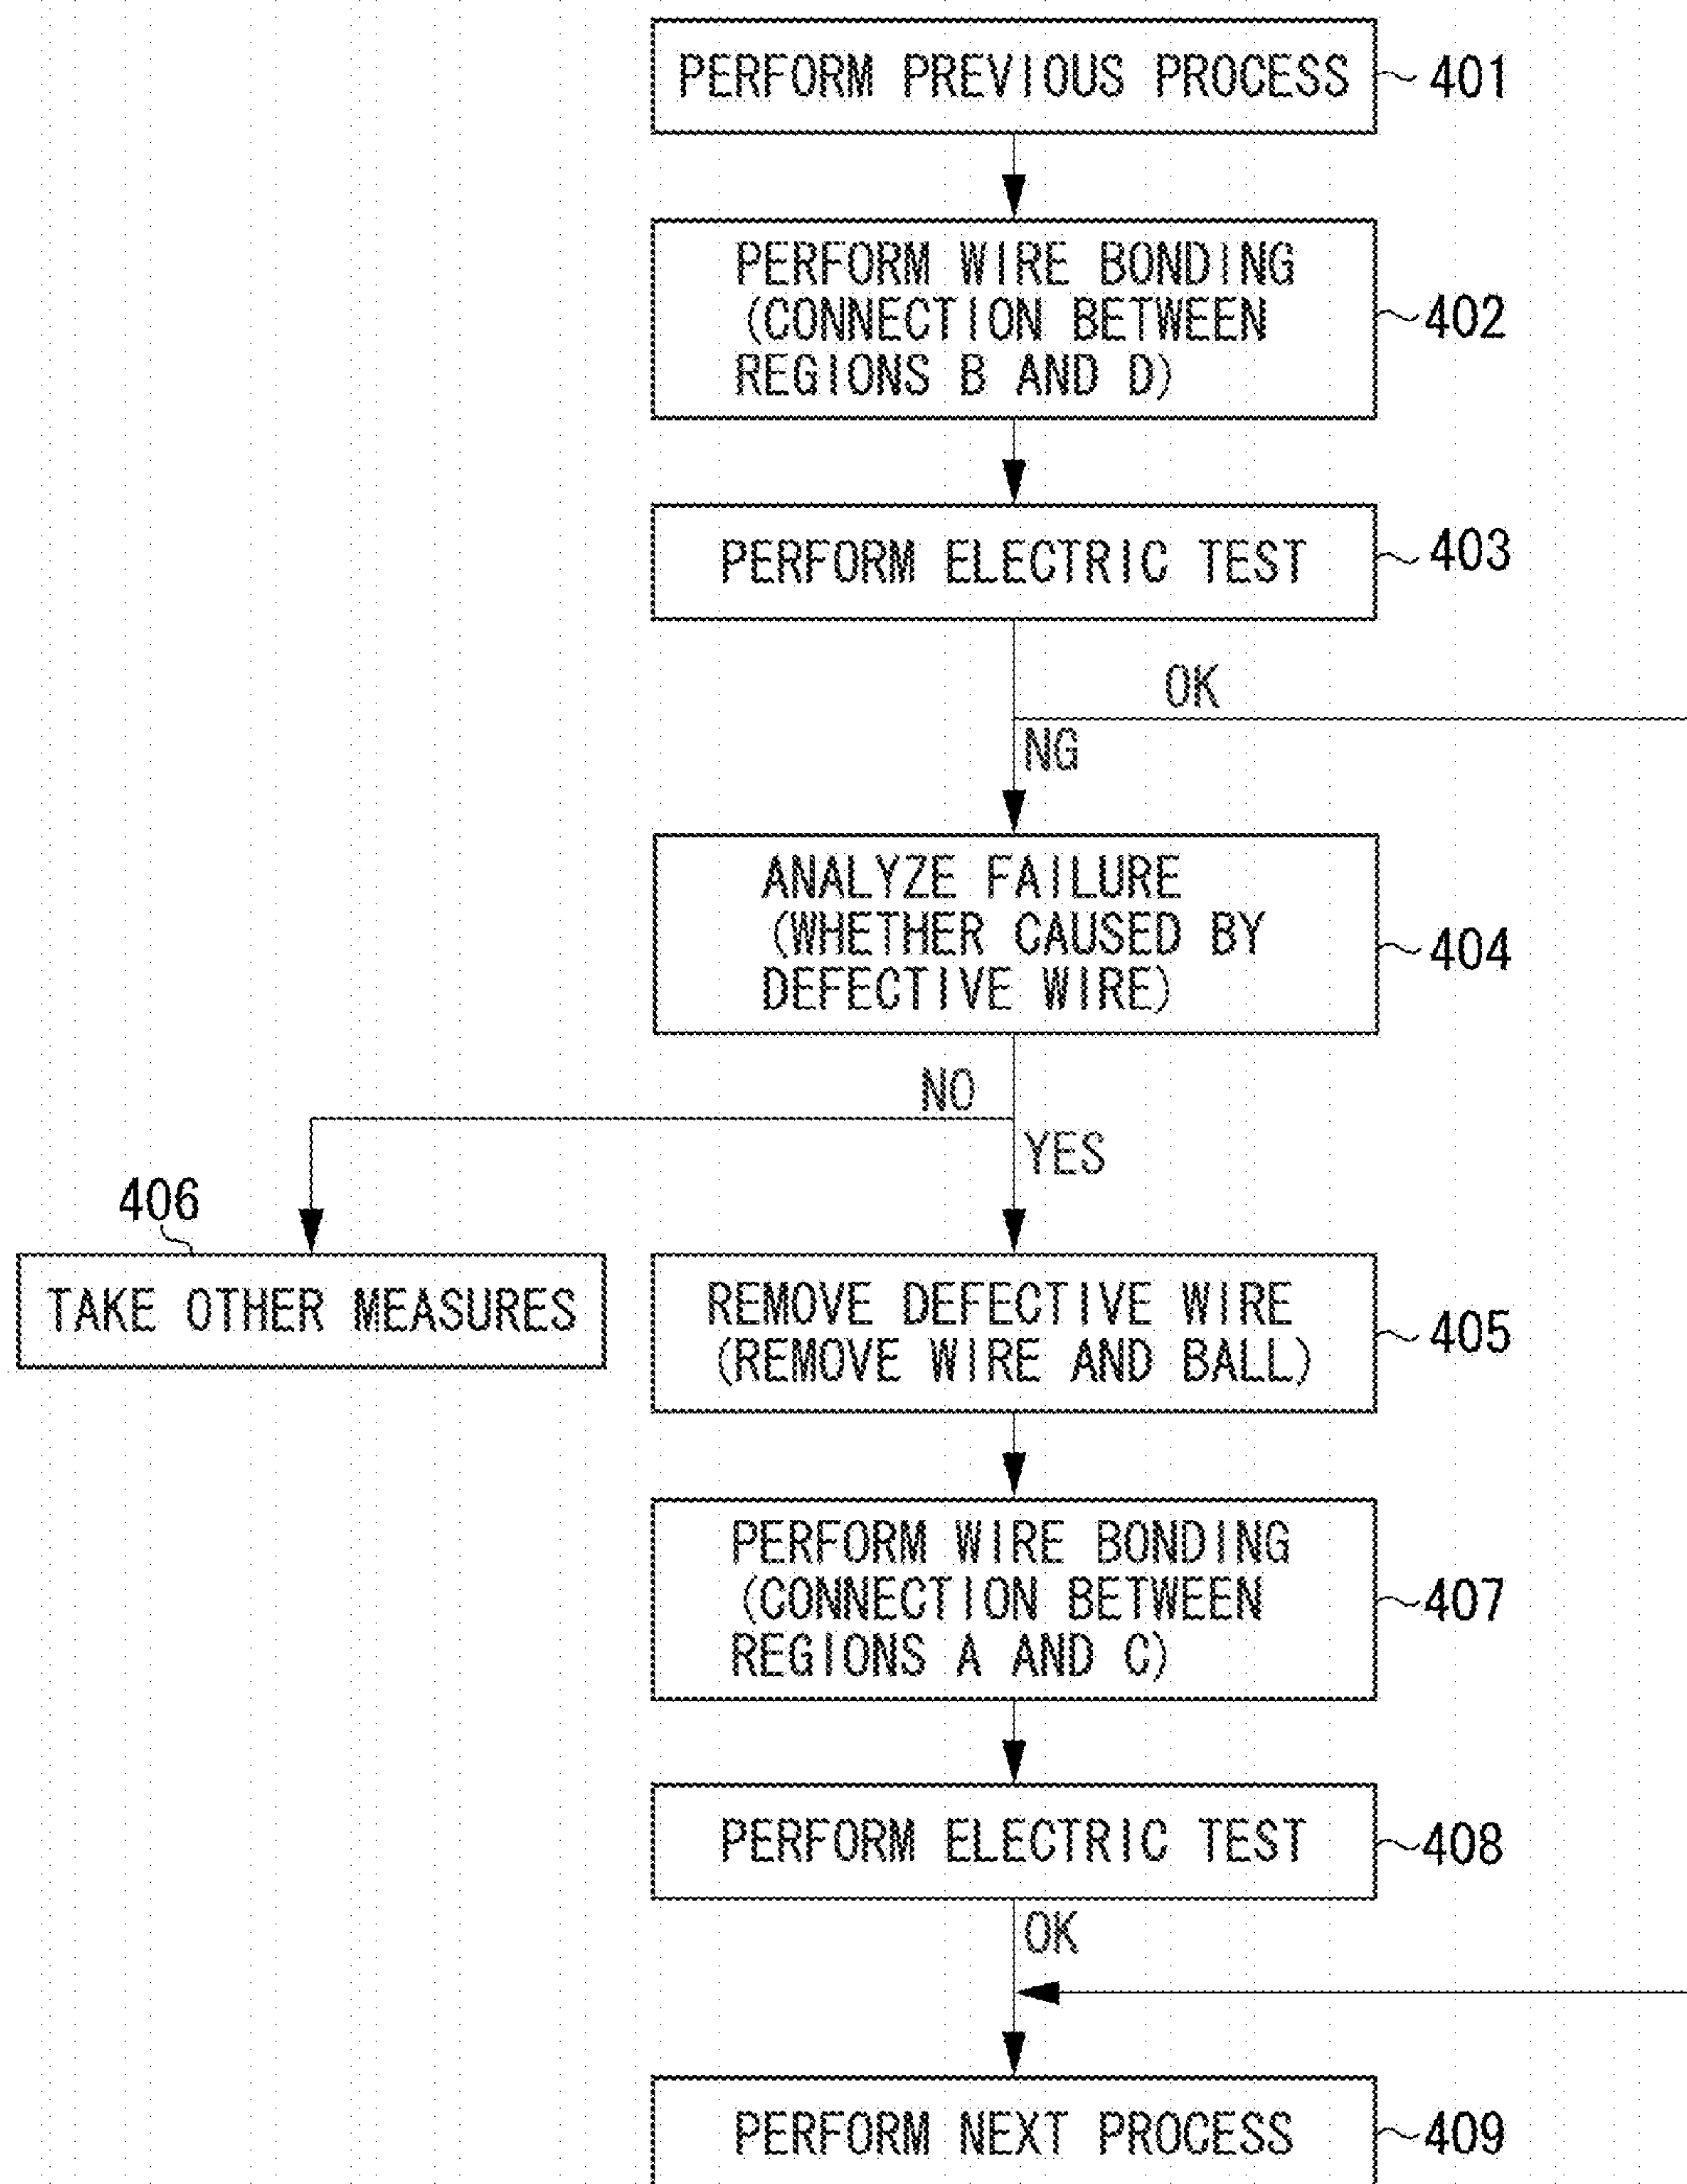 PERFORM PREVIOUS PROCESS
401
PERFORM WIRE BONDING
(CONNECTION BETWEEN
REGIONS B AND D)
402
PERFORM ELECTRIC TEST
403
OK
NG
ANALYZE FAILURE
(WHETHER CAUSED BY
DEFECTIVE WIRE)
404
NO
YES
406
TAKE OTHER MEASURES
REMOVE DEFECTIVE WIRE
(REMOVE WIRE AND BALL)
405
PERFORM WIRE BONDING
(CONNECTION BETWEEN
REGIONS A AND C)
407
PERFORM ELECTRIC TEST
408
OK
PERFORM NEXT PROCESS
409